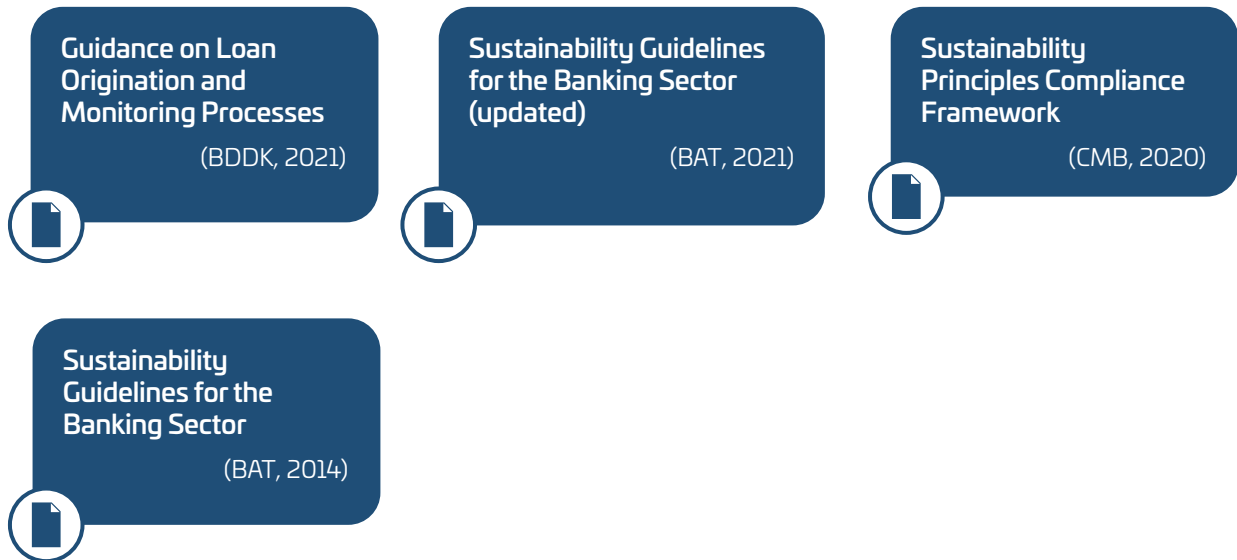 Guidance on Loan
Origination and
Monitoring Processes
(BDDK, 2021)
Sustainability Guidelines
for the Banking Sector
(updated)
(BAT, 2021)
Sustainability
Principles Compliance
Framework
(CMB, 2020)
Sustainability
Guidelines for the
Banking Sector
(BAT, 2014)